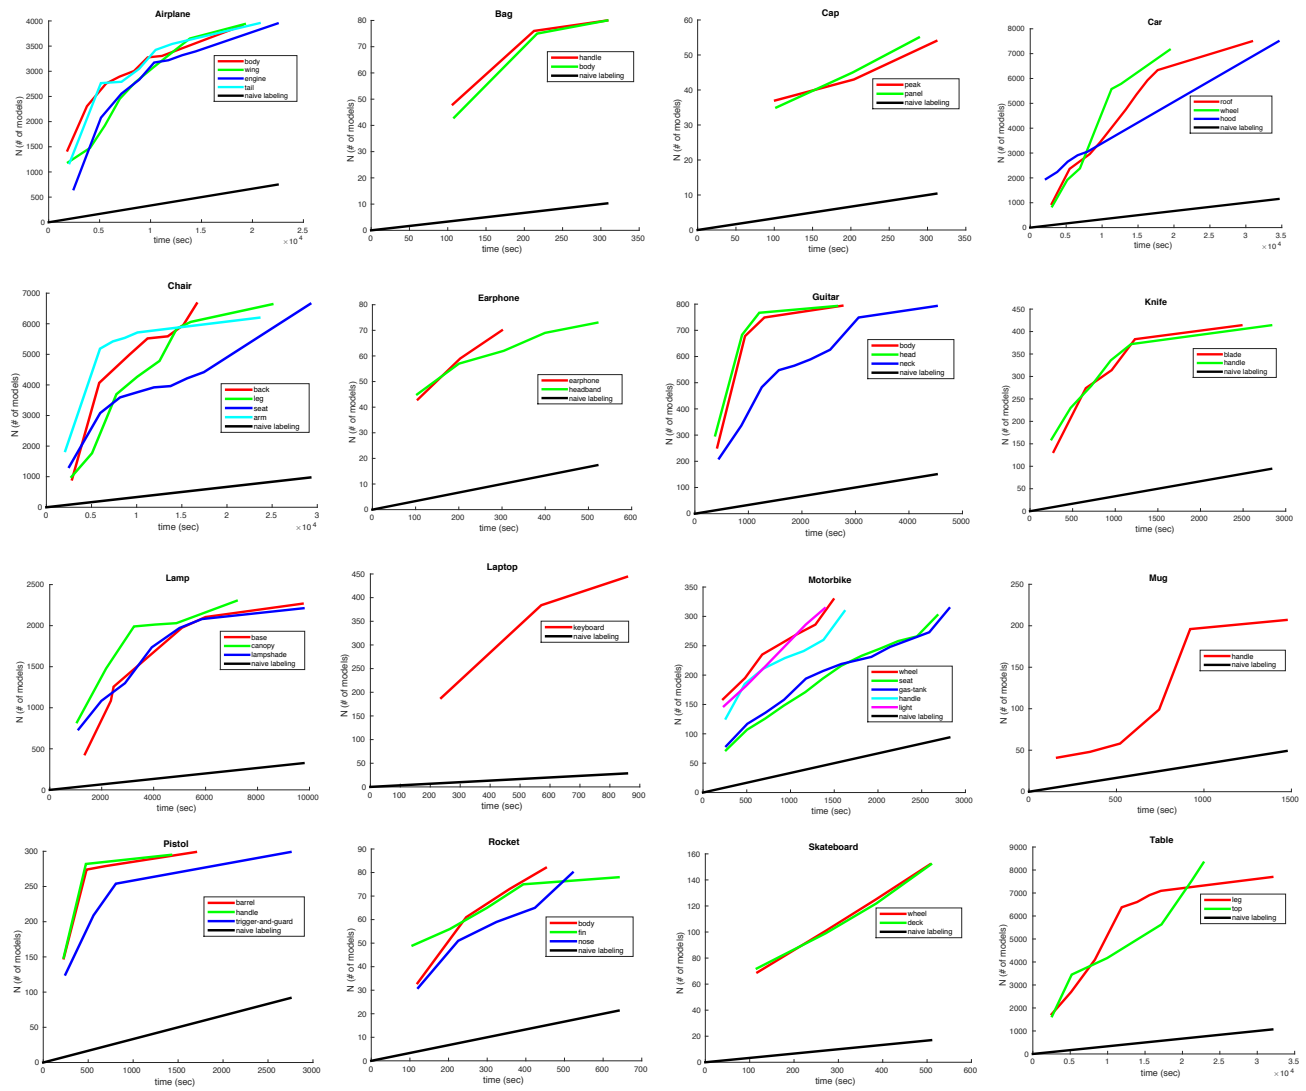 Airplane
N (# of models)
4000
3500
3000
2500
2000
1500
1000
500
0
body
wing
engine
tail
naive labeling
0 0.5 1 1.5 2 2.5
time (sec) ×10^4
Bag
N (# of models)
80
70
60
50
40
30
20
10
0
handle
body
naive labeling
0 50 100 150 200 250 300 350
time (sec)
Cap
N (# of models)
60
50
40
30
20
10
0
peak
panel
naive labeling
0 50 100 150 200 250 300 350
time (sec)
Car
N (# of models)
8000
7000
6000
5000
4000
3000
2000
1000
0
roof
wheel
hood
naive labeling
0 0.5 1 1.5 2 2.5 3 3.5
time (sec) ×10^4
Chair
N (# of models)
7000
6000
5000
4000
3000
2000
1000
0
back
leg
seat
arm
naive labeling
0 0.5 1 1.5 2 2.5 3
time (sec) ×10^4
Earphone
N (# of models)
80
70
60
50
40
30
20
10
0
earphone
headband
naive labeling
0 100 200 300 400 500 600
time (sec)
Guitar
N (# of models)
800
700
600
500
400
300
200
100
0
body
head
neck
naive labeling
0 1000 2000 3000 4000 5000
time (sec)
Knife
N (# of models)
450
400
350
300
250
200
150
100
50
0
blade
handle
naive labeling
0 500 1000 1500 2000 2500 3000
time (sec)
Lamp
N (# of models)
2500
2000
1500
1000
500
0
base
canopy
lampshade
naive labeling
0 2000 4000 6000 8000 10000
time (sec)
Laptop
N (# of models)
450
400
350
300
250
200
150
100
50
0
keyboard
naive labeling
0 100 200 300 400 500 600 700 800 900
time (sec)
Motorbike
N (# of models)
350
300
250
200
150
100
50
0
wheel
seat
gas-tank
handle
light
naive labeling
0 500 1000 1500 2000 2500 3000
time (sec)
Mug
N (# of models)
250
200
150
100
50
0
handle
naive labeling
0 500 1000 1500
time (sec)
Pistol
N (# of models)
300
250
200
150
100
50
0
barrel
handle
trigger-and-guard
naive labeling
0 500 1000 1500 2000 2500 3000
time (sec)
Rocket
N (# of models)
90
80
70
60
50
40
30
20
10
0
body
fin
nose
naive labeling
0 100 200 300 400 500 600 700
time (sec)
Skateboard
N (# of models)
160
140
120
100
80
60
40
20
0
wheel
deck
naive labeling
0 100 200 300 400 500 600
time (sec)
Table
N (# of models)
9000
8000
7000
6000
5000
4000
3000
2000
1000
0
leg
top
naive labeling
0 0.5 1 1.5 2 2.5 3 3.5
time (sec) ×10^4